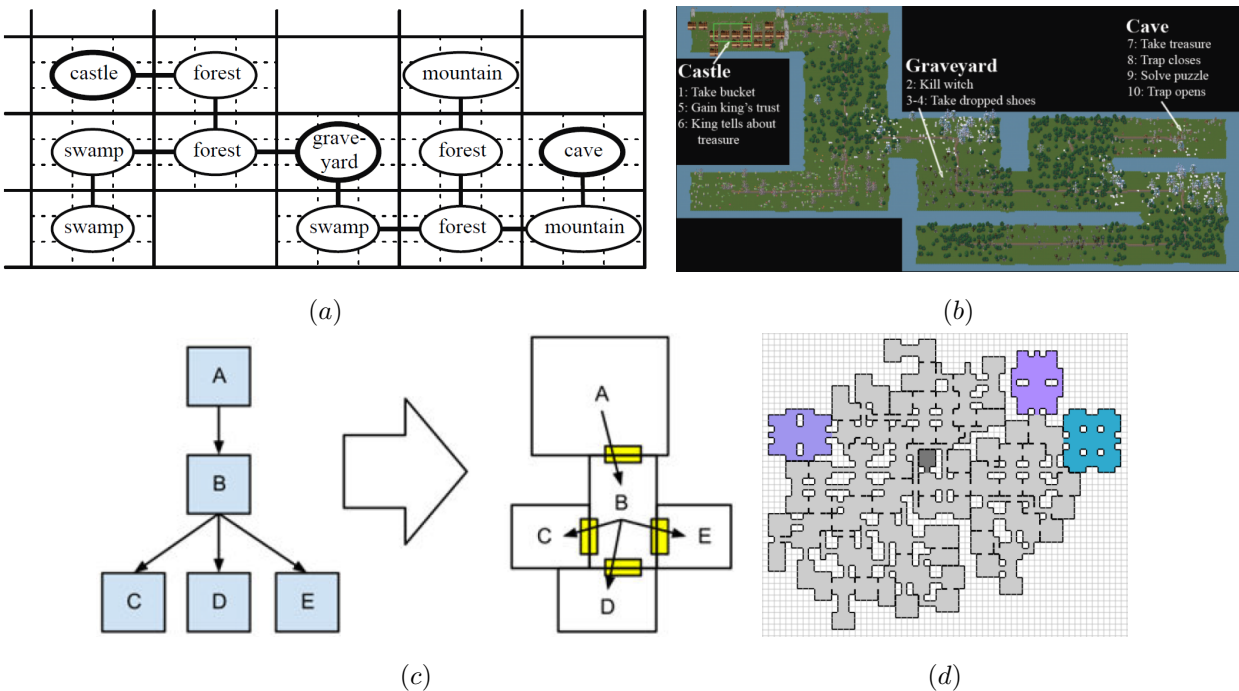 castle forest mountain
swamp forest grave-
yard forest cave
swamp swamp forest mountain
(a)
Castle
1: Take bucket
5: Gain king's trust
6: King tells about
treasure
Graveyard
2: Kill witch
3-4: Take dropped shoes
Cave
7: Take treasure
8: Trap closes
9: Solve puzzle
10: Trap opens
(b)
A
B
C D E
A
B
C E
D
(c)
(d)